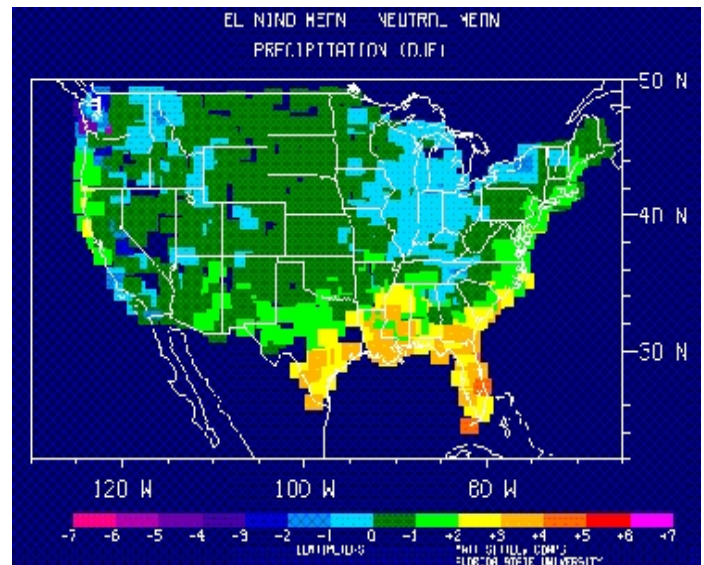 EL NINO MEAN - NEUTRAL MEAN
PRECIPITATION (DJF)
50 N
40 N
30 N
120 W
100 W
80 W
-7 -6 -5 -4 -3 -2 -1 0 +1 +2 +3 +4 +5 +6 +7
FLORIDA STATE UNIVERSITY